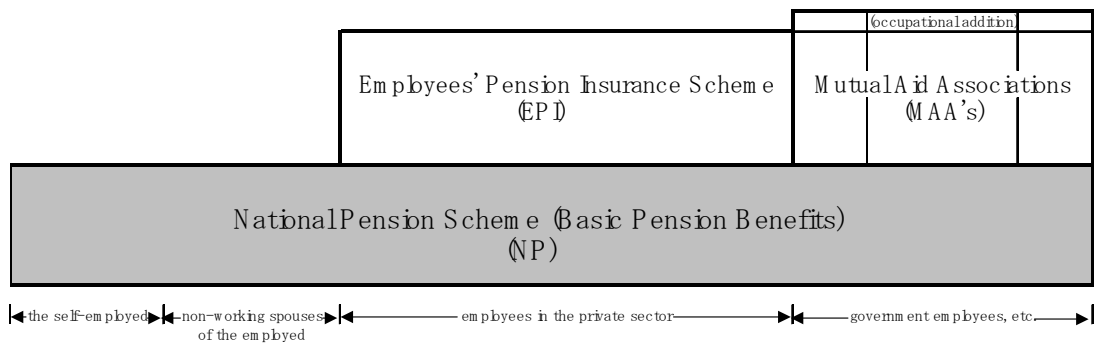 (occupational addition)
Employees' Pension Insurance Scheme
(EPI)
Mutual Aid Associations
(MAA's)
National Pension Scheme (Basic Pension Benefits)
(NP)
the self-employed
non-working spouses
of the employed
employees in the private sector
government employees, etc.